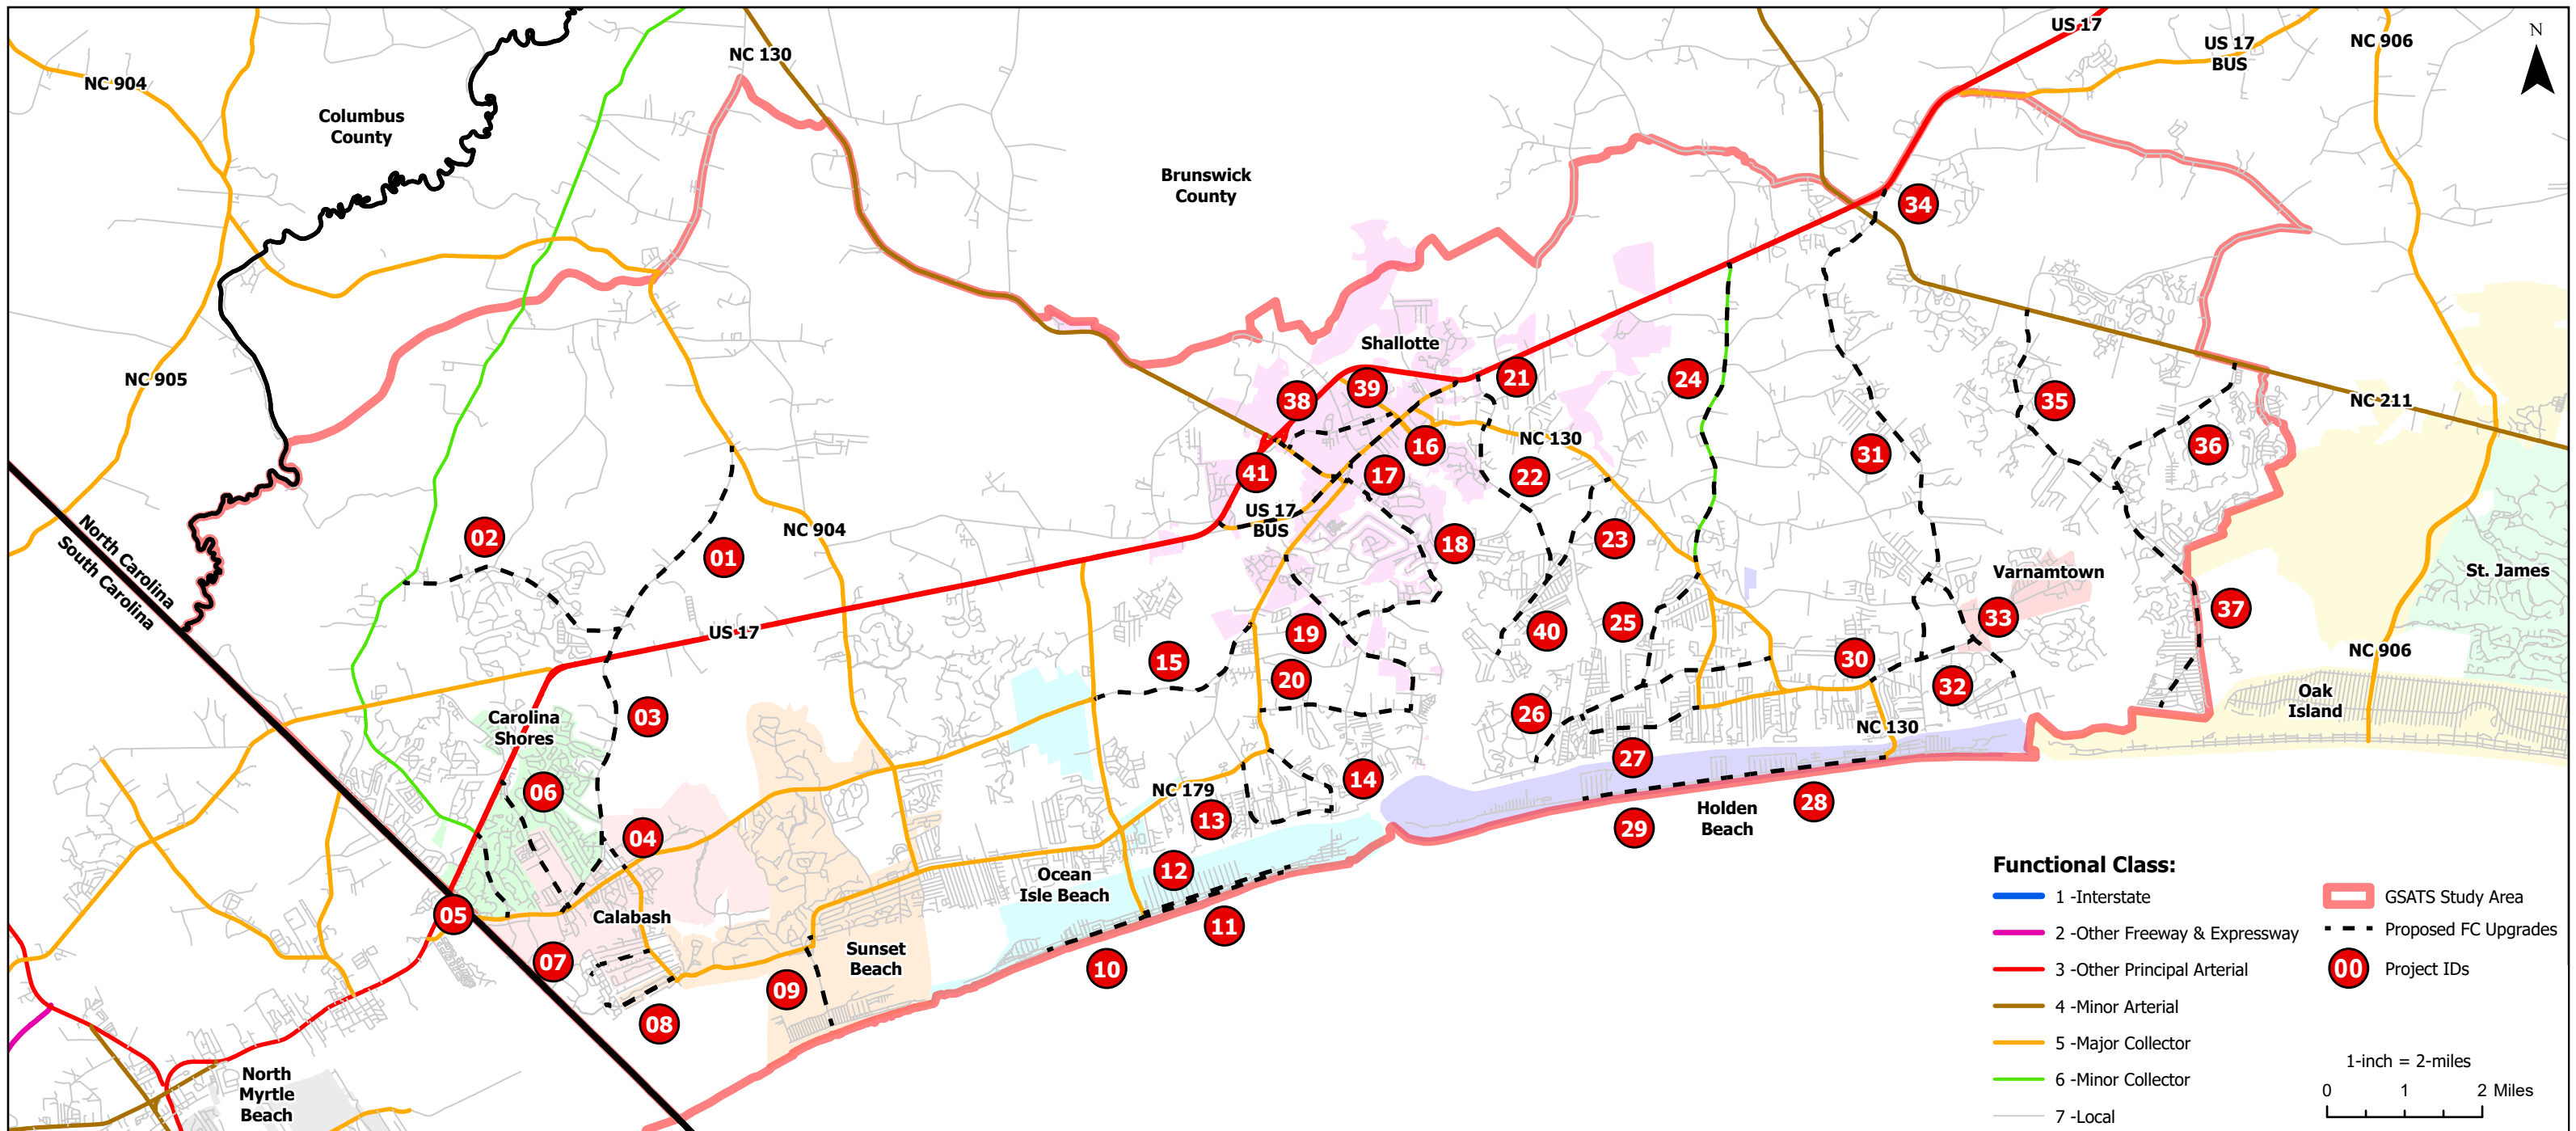 US 17
NC 130
US 17
BUS
NC 906
N
NC 904
Columbus
County
Brunswick
County
34
Shallotte
NC 905
21
24
38
39
35
NC 211
NC 130
16
36
31
41
17
22
US 17
BUS
NC 904
02
01
18
23
North Carolina
South Carolina
Varnamtown
St. James
37
33
US 17
19
40
25
15
30
NC 906
20
32
03
26
Oak
Island
Carolina
Shores
NC 130
27
14
06
NC 179
28
13
Holden
Beach
29
04
12
Ocean
Isle Beach
05
Calabash
11
Sunset
Beach
07
10
09
08
North
Myrtle
Beach
Functional Class:
1 -Interstate
2 -Other Freeway & Expressway
3 -Other Principal Arterial
4 -Minor Arterial
5 -Major Collector
6 -Minor Collector
7 -Local
GSATS Study Area
Proposed FC Upgrades
00 Project IDs
1-inch = 2-miles
0 1 2 Miles